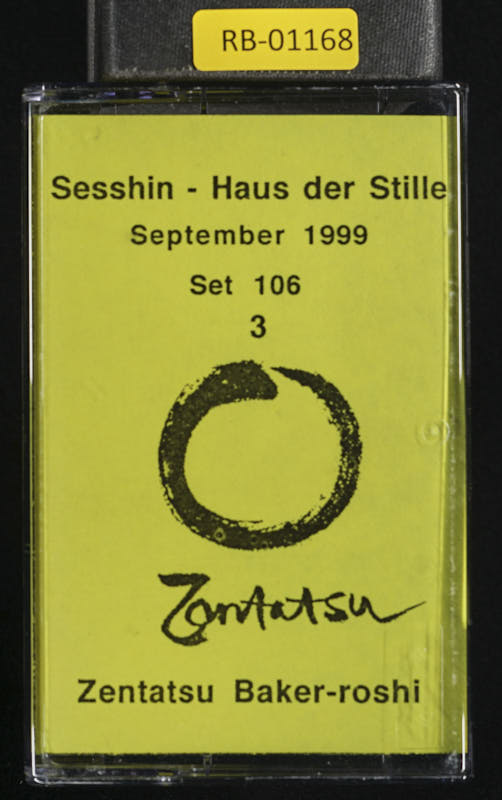 RB-01168
Sesshin - Haus der Stille
September 1999
Set 106
3
Zentatsu
Zentatsu Baker-roshi